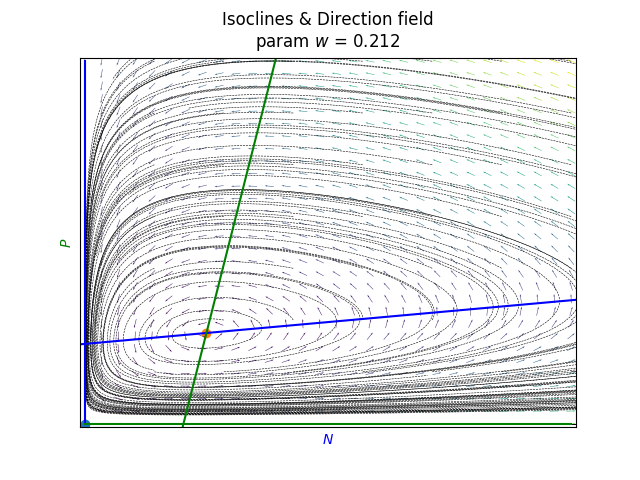 Isoclines & Direction field
param w = 0.212
P
N